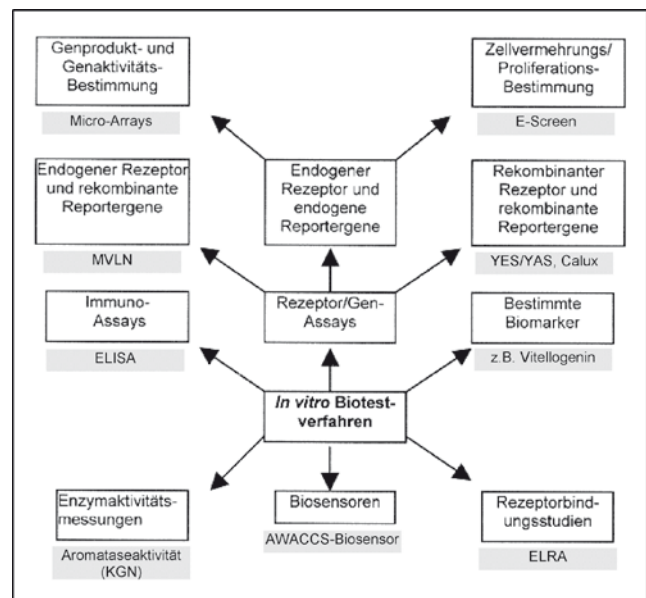 Genprodukt- und
Genaktivitäts-
Bestimmung
Micro-Arrays
Zellvermehrungs/
Proliferations-
Bestimmung
E-Screen
Endogener Rezeptor
und rekombinante
Reportergene
MVLN
Endogener
Rezeptor und
endogene
Reportergene
Rekombinanter
Rezeptor und
rekombinante
Reportergene
YES/YAS, Calux
Immuno-
Assays
ELISA
Rezeptor/Gen-
Assays
Bestimmte
Biomarker
z.B. Vitellogenin
In vitro Biotest-
verfahren
Enzymaktivitäts-
messungen
Aromataseaktivität
(KGN)
Biosensoren
AWACCS-Biosensor
Rezeptorbind-
ungsstudien
ELRA